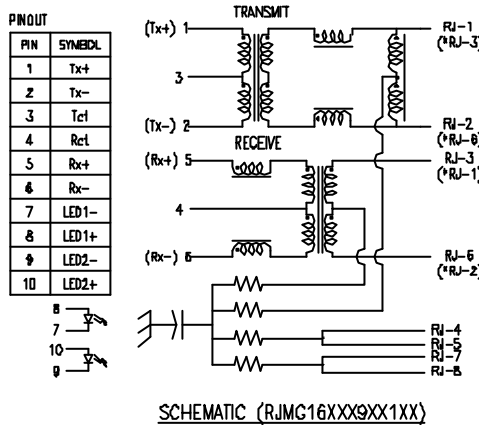 PINOUT
PIN SYMBOL
1 Tx+
2 Tx-
3 Tct
4 Rct
5 Rx+
6 Rx-
7 LED1-
8 LED1+
9 LED2-
10 LED2+
8
7
10
9
TRANSMIT
(Tx+) 1
3
(Tx-) 2
RJ-1
(*RJ-3)
RJ-2
(*RJ-6)
RECEIVE
(Rx+) 5
4
(Rx-) 6
RJ-3
(*RJ-1)
RJ-6
(*RJ-2)
RJ-4
RJ-5
RJ-7
RJ-8
SCHEMATIC (RJMG16XXX9XX1XX)